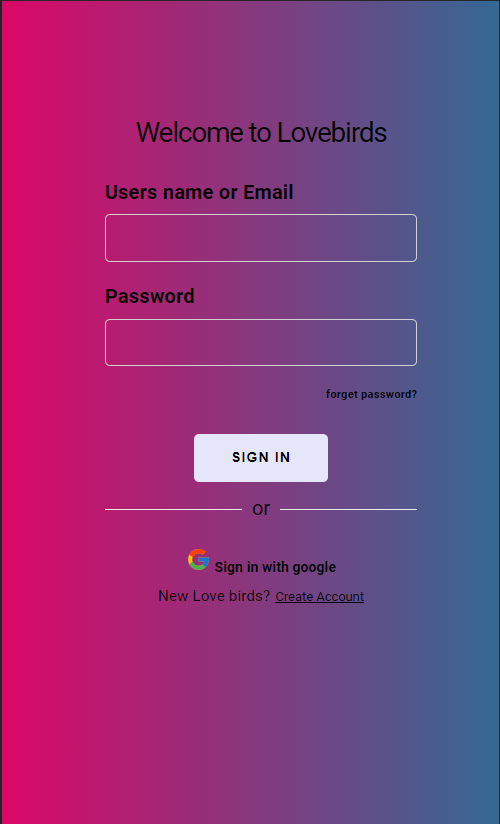 Welcome to Lovebirds
Users name or Email
Password
forget password?
SIGN IN
or
Sign in with google
New Love birds? Create Account